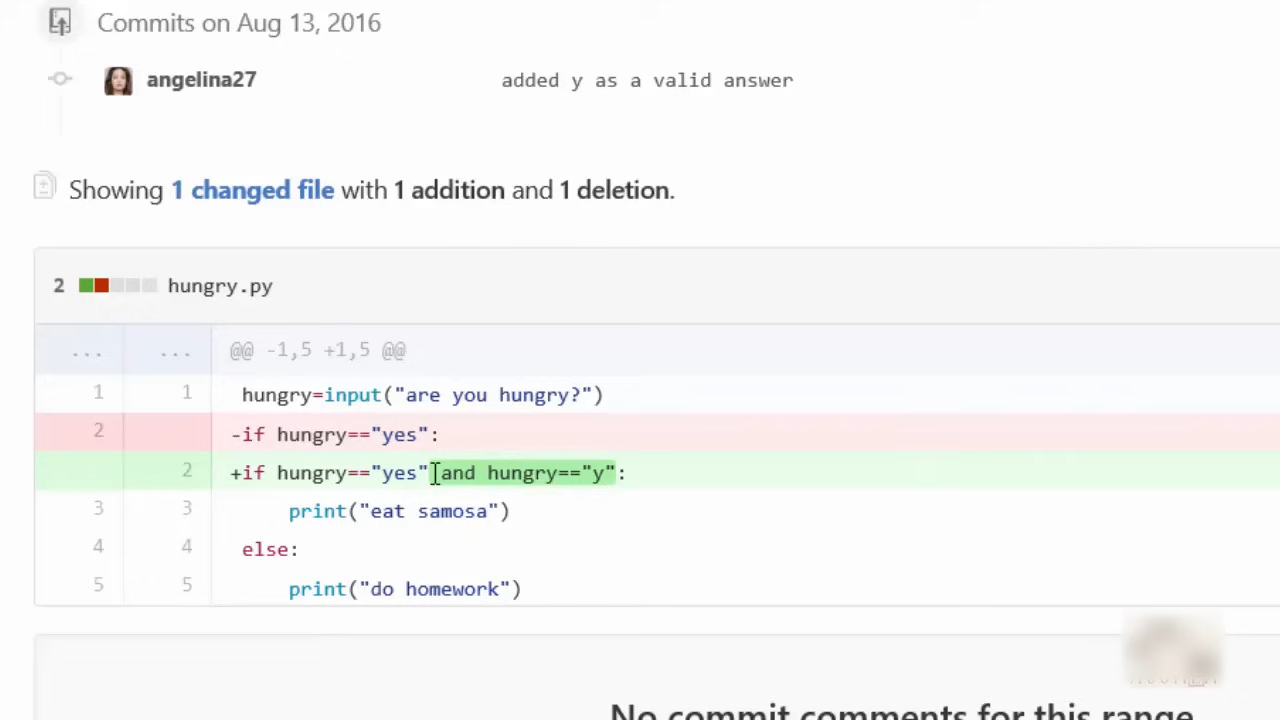 Commits on Aug 13, 2016
angelina27 added y as a valid answer
Showing 1 changed file with 1 addition and 1 deletion.
2 hungry.py
... ... @@ -1,5 +1,5 @@
1 1 hungry=input("are you hungry?")
2 -if hungry=="yes":
2 +if hungry=="yes" and hungry=="y":
3 3 print("eat samosa")
4 4 else:
5 5 print("do homework")
No commit comments for this range